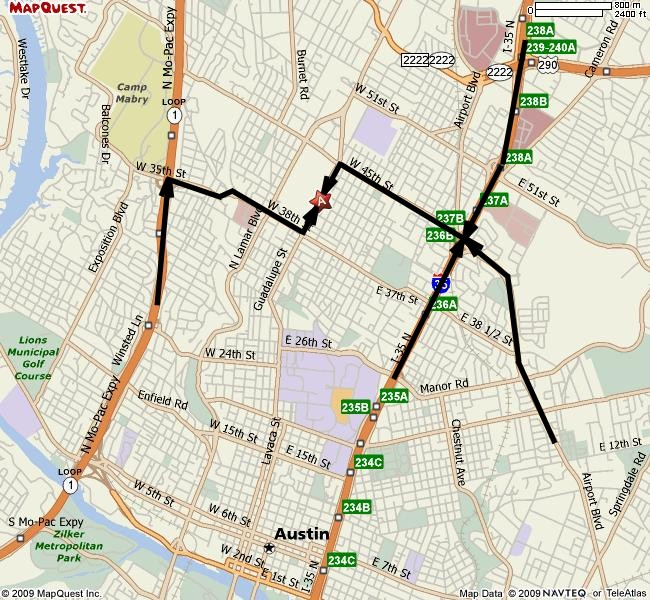 MAPQUEST.
0
800 m
2400 ft
I-35 N
238A
239-240A
290
Cameron Rd
2222 2222
2222
Airport Blvd
N Mo-Pac Expy
Westlake Dr
Burnet Rd
Camp
Mabry
LOOP
1
W 51st St
238B
Balcones Dr
238A
W 35th St
W 45th St
E 51st St
237A
A
Exposition Blvd
N Lamar Blvd
W 38th St
237B
236B
Guadalupe St
35
E 37th St
236A
E 38 1/2 St
Winsted Ln
Lions
Municipal
Golf
Course
I-35 N
E 26th St
W 24th St
Manor Rd
N Mo-Pac Expy
Enfield Rd
235A
235B
W 15th St
Lavaca St
E 15th St
Chestnut Ave
E 12th St
234C
LOOP
1
W 5th St
W 6th St
Airport Blvd
Springdale Rd
234B
S Mo-Pac Expy
Zilker
Metropolitan
Park
Austin
W 2nd St
E 1st St
I-35 N
234C
E 7th St
© 2009 MapQuest Inc.
Map Data © 2009 NAVTEQ or TeleAtlas